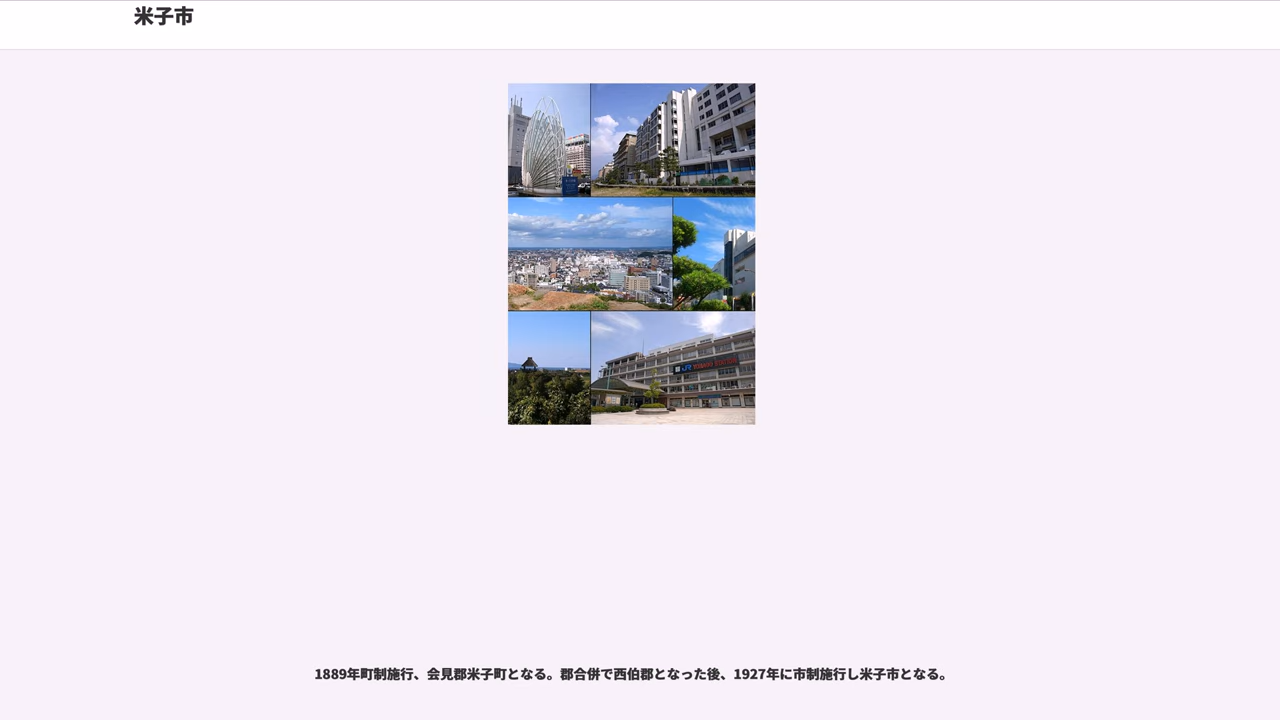 米子市
1889年町制施行、会見郡米子町となる。郡合併で西伯郡となった後、1927年に市制施行し米子市となる。